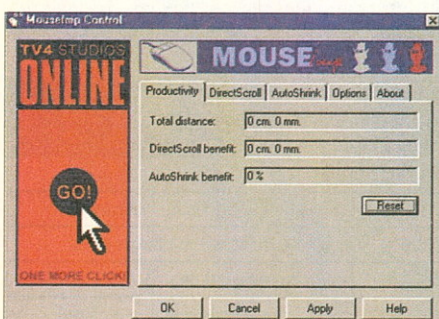 MouseImp Control
TV4 STUDIOS
ONLINE
GO!
ONE MORE CLICK!
MOUSE Imp
Productivity DirectScroll AutoShrink Options About
Total distance: 0 cm. 0 mm.
DirectScroll benefit: 0 cm. 0 mm.
AutoShrink benefit: 0 %
Reset
OK Cancel Apply Help